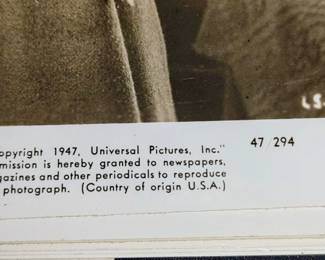 opyright 1947, Universal Pictures, Inc." 47/294
mission is hereby granted to newspapers,
gazines and other periodicals to reproduce
photograph. (Country of origin U.S.A.)